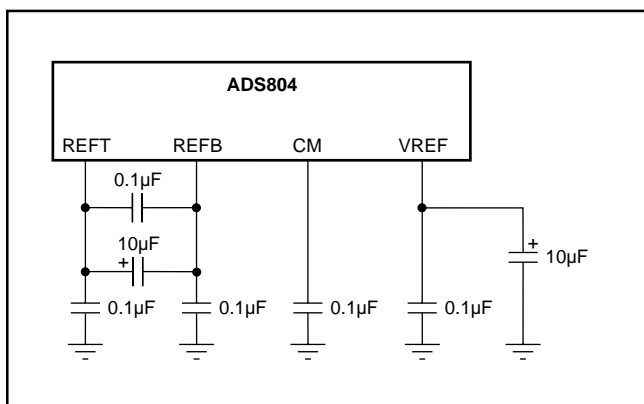 ADS804
REFT REFB CM VREF
0.1µF
10µF
+
+
10µF
0.1µF 0.1µF 0.1µF 0.1µF